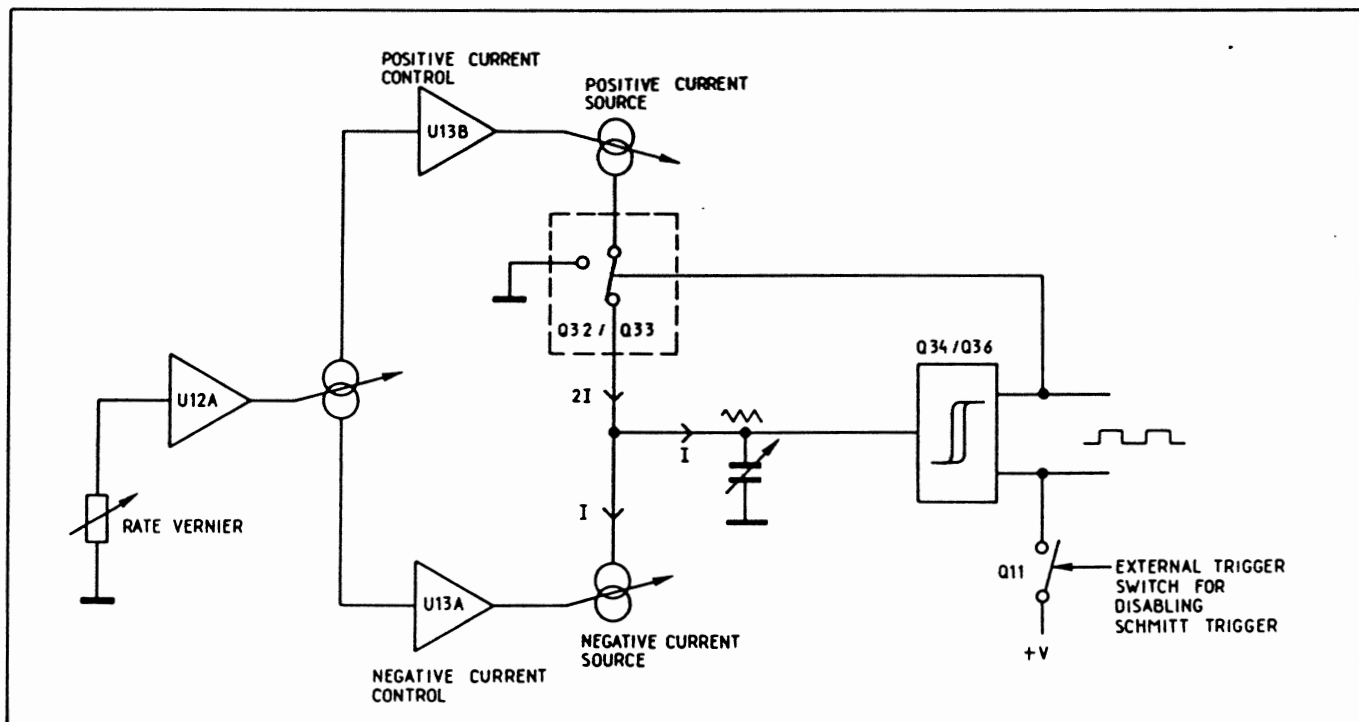 POSITIVE CURRENT
CONTROL
POSITIVE CURRENT
SOURCE
U13B
Q32 / Q33
Q34/Q36
U12A
2I
I
RATE VERNIER
I
U13A
Q11
EXTERNAL TRIGGER
SWITCH FOR
DISABLING
SCHMITT TRIGGER
+V
NEGATIVE CURRENT
SOURCE
NEGATIVE CURRENT
CONTROL